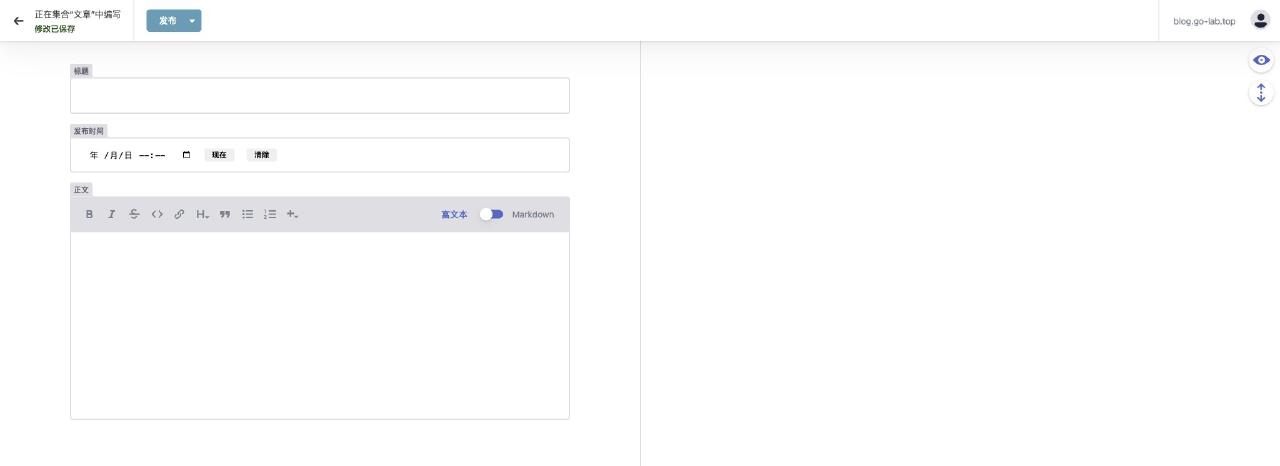 正在集合“文章”中编写
修改已保存
发布
blog.go-lab.top
标题
发布时间
年 /月/日 --:--
现在
清除
正文
B I S <> H
富文本
Markdown